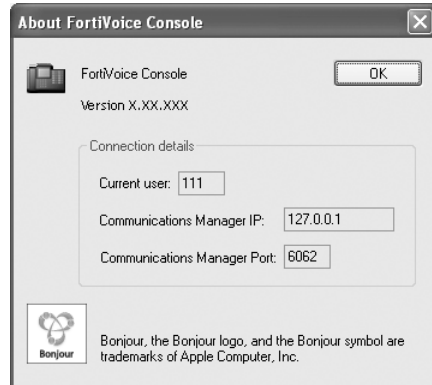 About FortiVoice Console
FortiVoice Console
OK
Version X.XX.XXX
Connection details
Current user: 111
Communications Manager IP: 127.0.0.1
Communications Manager Port: 6062
Bonjour
Bonjour, the Bonjour logo, and the Bonjour symbol are
trademarks of Apple Computer, Inc.